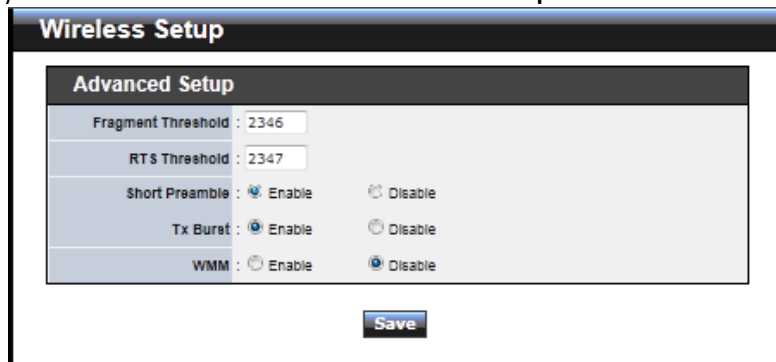 Wireless Setup
Advanced Setup
Fragment Threshold : 2346
RTS Threshold : 2347
Short Preamble : Enable Disable
Tx Burst : Enable Disable
WMM : Enable Disable
Save